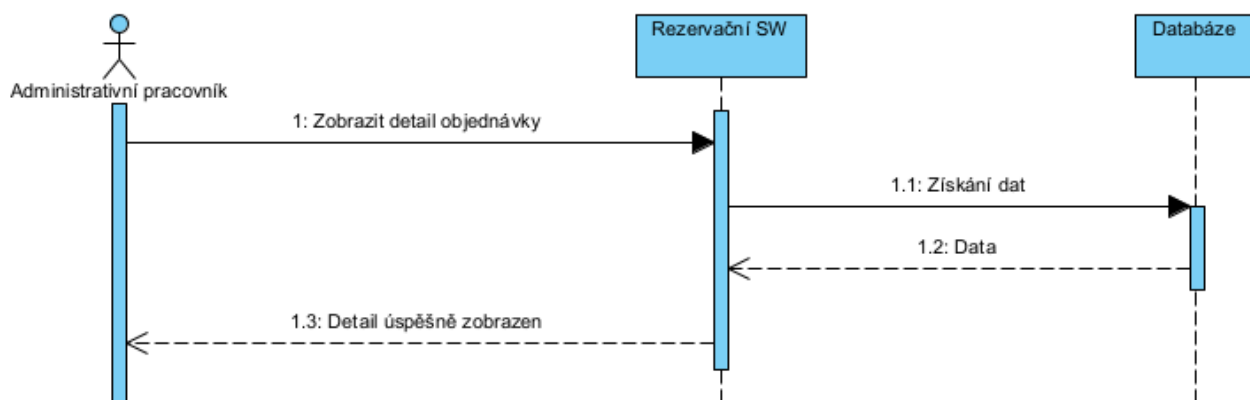 Rezervační SW
Databáze
Administrativní pracovník
1: Zobrazit detail objednávky
1.1: Získání dat
1.2: Data
1.3: Detail úspěšně zobrazen